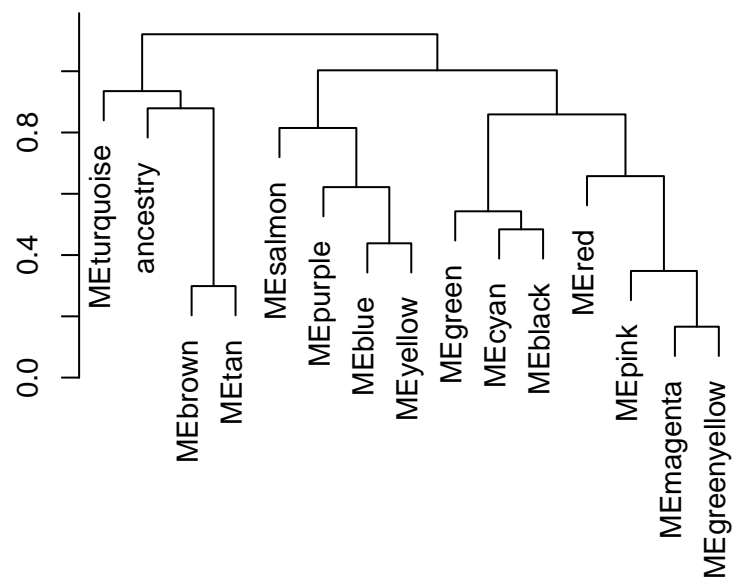 0.8
0.4
0.0
MEturquoise
ancestry
MEbrown
MEtan
MEsalmon
MEpurple
MEblue
MEyellow
MEgreen
MEcyan
MEblack
MEred
MEpink
MEmagenta
MEgreenyellow